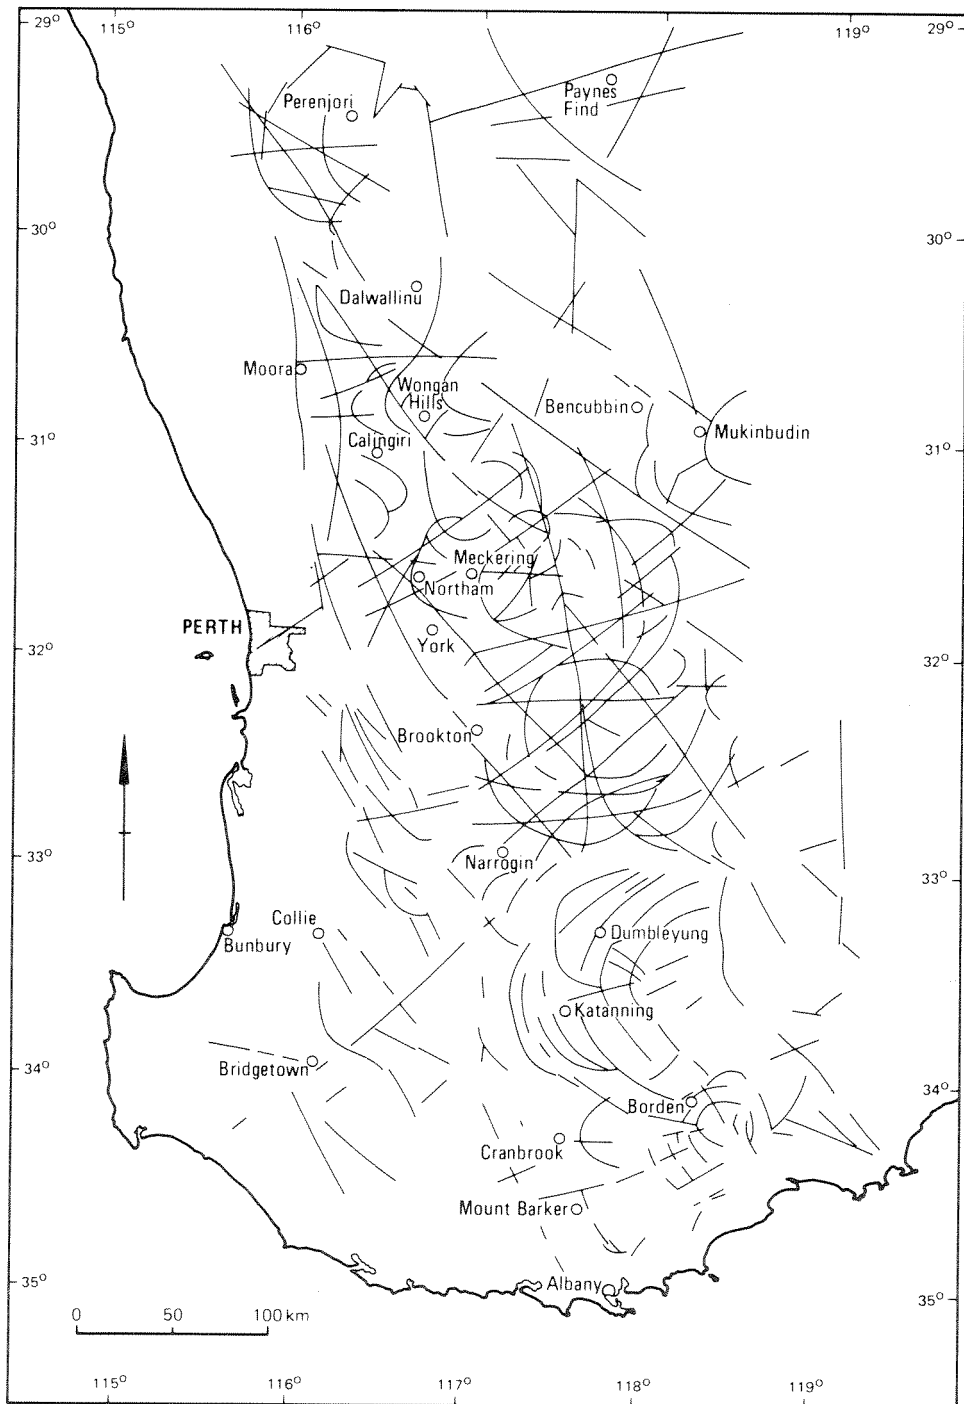 29° 115° 116° 119° 29°
Perenjori
Paynes
Find
30° 30°
Dalwallinu
Moora
Wongan
Hills
Bencubbin
Mukinbudin
31° Calingiri 31°
Meckering
Northam
PERTH
York
32° 32°
Brookton
33° Narrogin 33°
Collie
Bunbury
Dumbleyung
Katanning
34° Bridgetown 34°
Borden
Cranbrook
Mount Barker
35° Albany 35°
0 50 100 km
115° 116° 117° 118° 119°